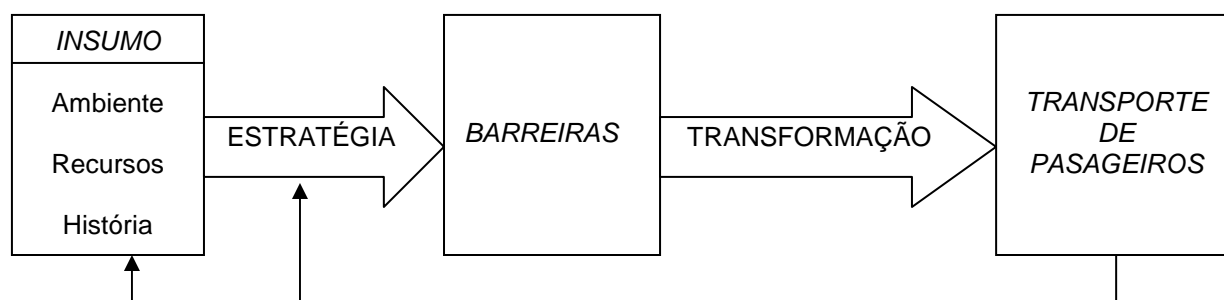 INSUMO
Ambiente
Recursos
História
ESTRATÉGIA
BARREIRAS
TRANSFORMAÇÃO
TRANSPORTE
DE
PASAGEIROS